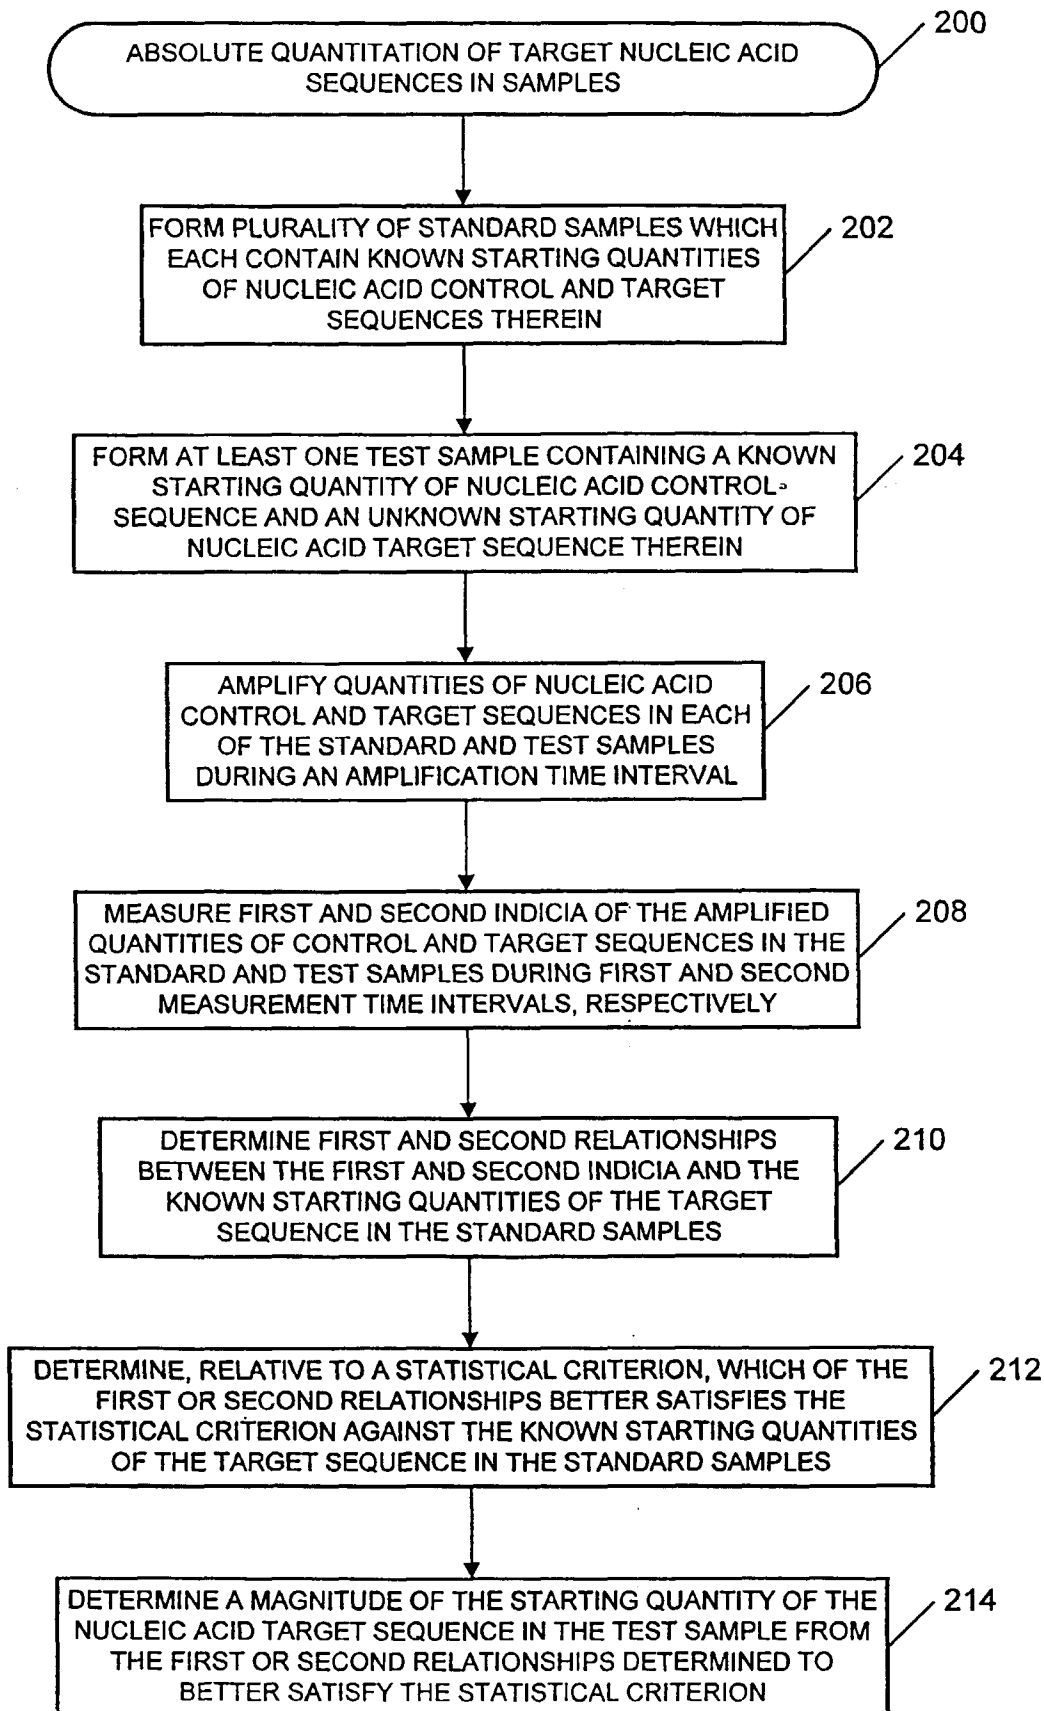 200
ABSOLUTE QUANTITATION OF TARGET NUCLEIC ACID
SEQUENCES IN SAMPLES
202
FORM PLURALITY OF STANDARD SAMPLES WHICH
EACH CONTAIN KNOWN STARTING QUANTITIES
OF NUCLEIC ACID CONTROL AND TARGET
SEQUENCES THEREIN
204
FORM AT LEAST ONE TEST SAMPLE CONTAINING A KNOWN
STARTING QUANTITY OF NUCLEIC ACID CONTROL
SEQUENCE AND AN UNKNOWN STARTING QUANTITY OF
NUCLEIC ACID TARGET SEQUENCE THEREIN
206
AMPLIFY QUANTITIES OF NUCLEIC ACID
CONTROL AND TARGET SEQUENCES IN EACH
OF THE STANDARD AND TEST SAMPLES
DURING AN AMPLIFICATION TIME INTERVAL
208
MEASURE FIRST AND SECOND INDICIA OF THE AMPLIFIED
QUANTITIES OF CONTROL AND TARGET SEQUENCES IN THE
STANDARD AND TEST SAMPLES DURING FIRST AND SECOND
MEASUREMENT TIME INTERVALS, RESPECTIVELY
210
DETERMINE FIRST AND SECOND RELATIONSHIPS
BETWEEN THE FIRST AND SECOND INDICIA AND THE
KNOWN STARTING QUANTITIES OF THE TARGET
SEQUENCE IN THE STANDARD SAMPLES
212
DETERMINE, RELATIVE TO A STATISTICAL CRITERION, WHICH OF THE
FIRST OR SECOND RELATIONSHIPS BETTER SATISFIES THE
STATISTICAL CRITERION AGAINST THE KNOWN STARTING QUANTITIES
OF THE TARGET SEQUENCE IN THE STANDARD SAMPLES
214
DETERMINE A MAGNITUDE OF THE STARTING QUANTITY OF THE
NUCLEIC ACID TARGET SEQUENCE IN THE TEST SAMPLE FROM
THE FIRST OR SECOND RELATIONSHIPS DETERMINED TO
BETTER SATISFY THE STATISTICAL CRITERION